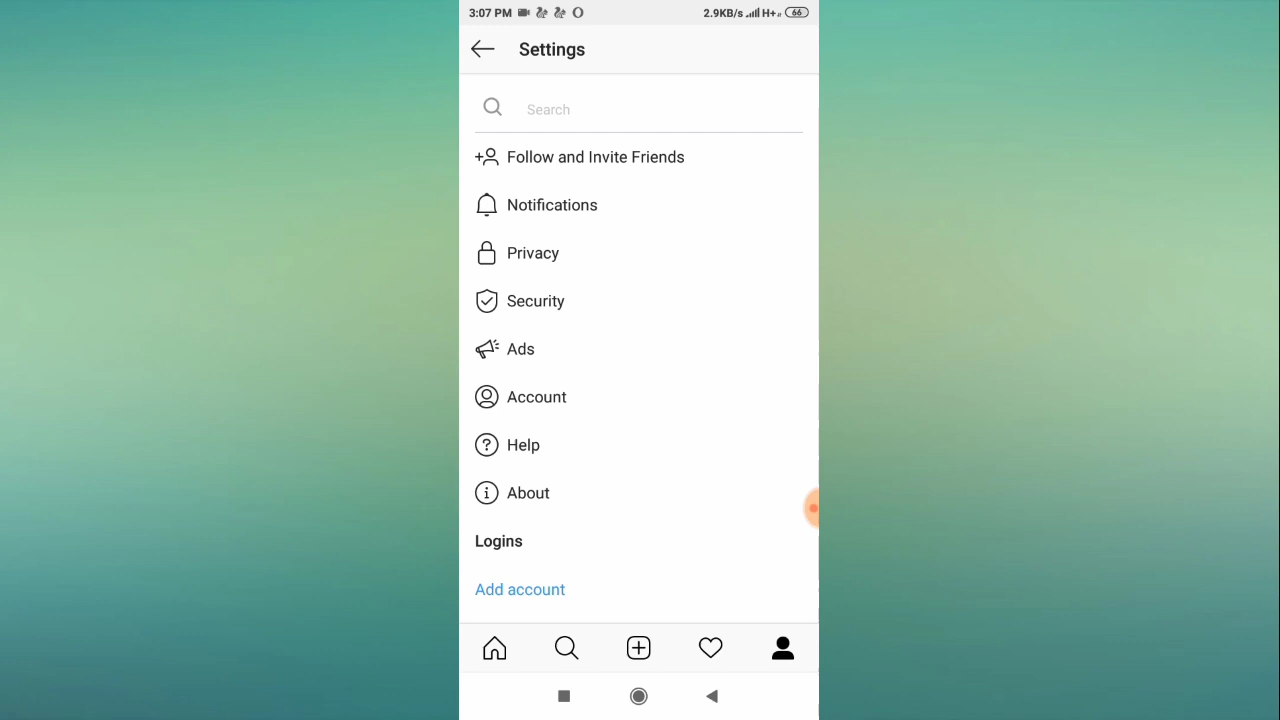 3:07 PM 2.9KB/s H+ 66
Settings
Search
Follow and Invite Friends
Notifications
Privacy
Security
Ads
Account
Help
About
Logins
Add account